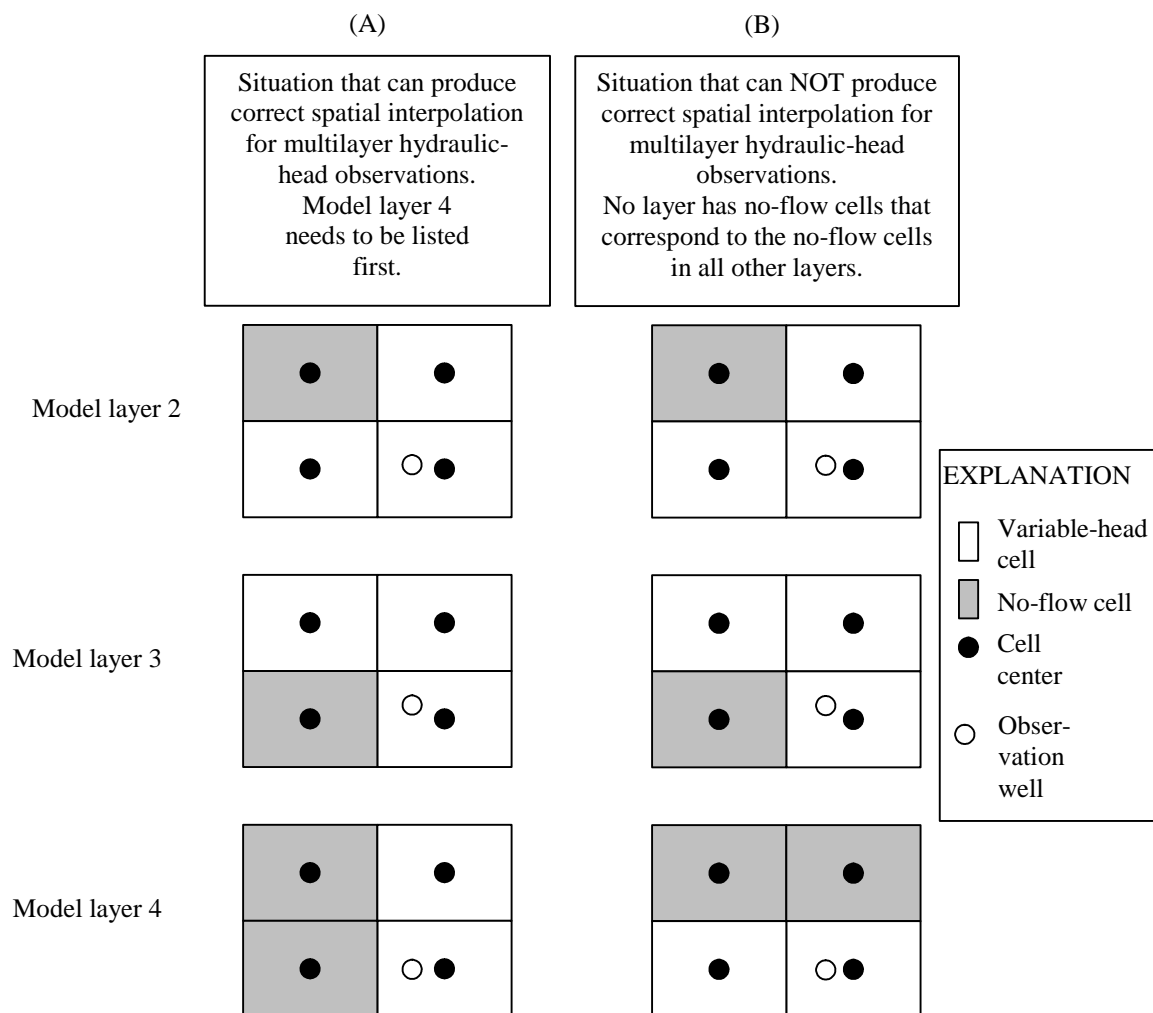 (A)
Situation that can produce
correct spatial interpolation
for multilayer hydraulic-
head observations.
Model layer 4
needs to be listed
first.
(B)
Situation that can NOT produce
correct spatial interpolation for
multilayer hydraulic-head
observations.
No layer has no-flow cells that
correspond to the no-flow cells
in all other layers.
Model layer 2
Model layer 3
Model layer 4
EXPLANATION
Variable-head
cell
No-flow cell
Cell
center
Obser-
vation
well